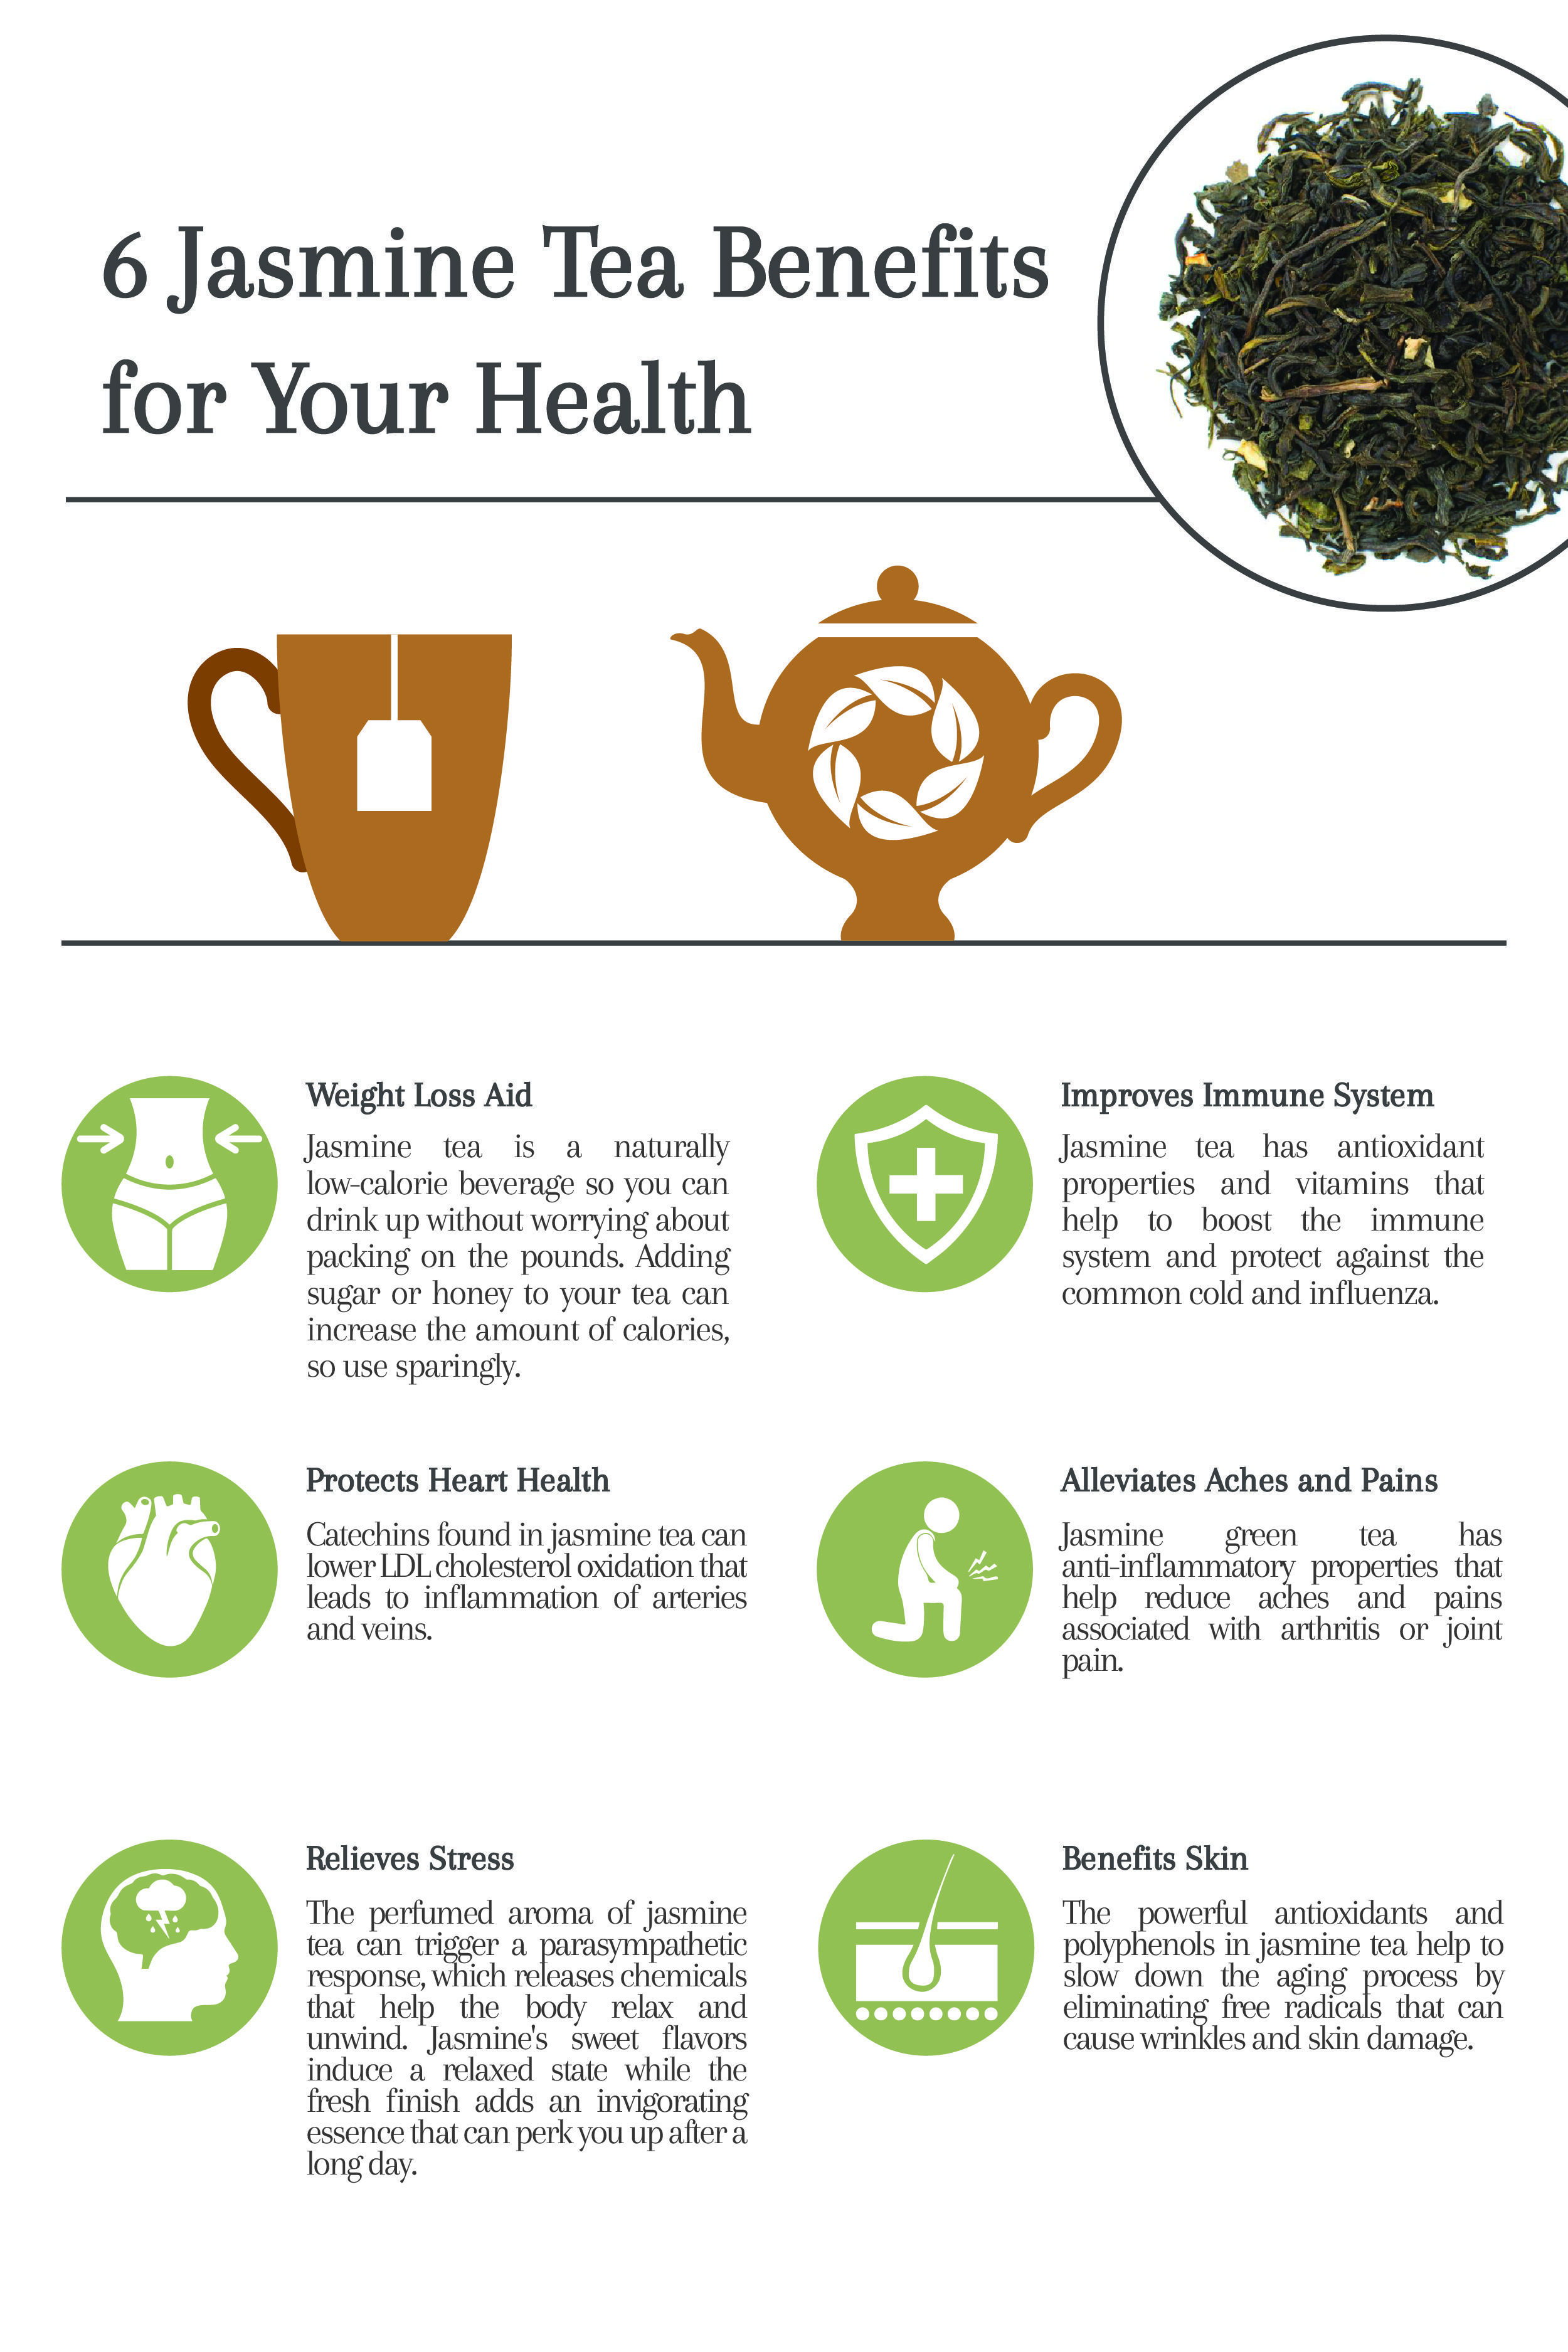 6 Jasmine Tea Benefits
for Your Health
Weight Loss Aid
Jasmine tea is a naturally
low-calorie beverage so you can
drink up without worrying about
packing on the pounds. Adding
sugar or honey to your tea can
increase the amount of calories,
so use sparingly.
Improves Immune System
Jasmine tea has antioxidant
properties and vitamins that
help to boost the immune
system and protect against the
common cold and influenza.
Protects Heart Health
Catechins found in jasmine tea can
lower LDL cholesterol oxidation that
leads to inflammation of arteries
and veins.
Alleviates Aches and Pains
Jasmine green tea has
anti-inflammatory properties that
help reduce aches and pains
associated with arthritis or joint
pain.
Relieves Stress
The perfumed aroma of jasmine
tea can trigger a parasympathetic
response, which releases chemicals
that help the body relax and
unwind. Jasmine's sweet flavors
induce a relaxed state while the
fresh finish adds an invigorating
essence that can perk you up after a
long day.
Benefits Skin
The powerful antioxidants and
polyphenols in jasmine tea help to
slow down the aging process by
eliminating free radicals that can
cause wrinkles and skin damage.